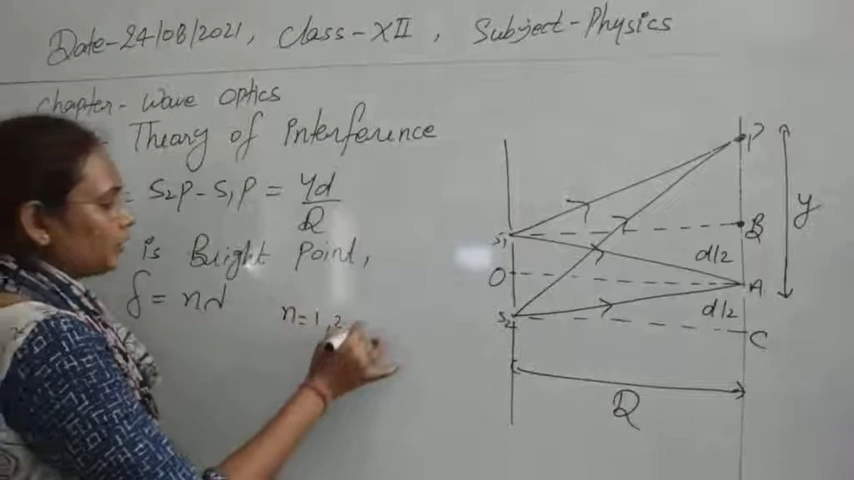 Date-24/08/2021, Class-XII, Subject-Physics
Chapter- Wave Optics
Theory of Interference
= S2P-S1P = yd/D
is Bright Point,
δ = nλ
n=1,2
P
y
S1
B
d/2
O
A
d/2
S2
C
D